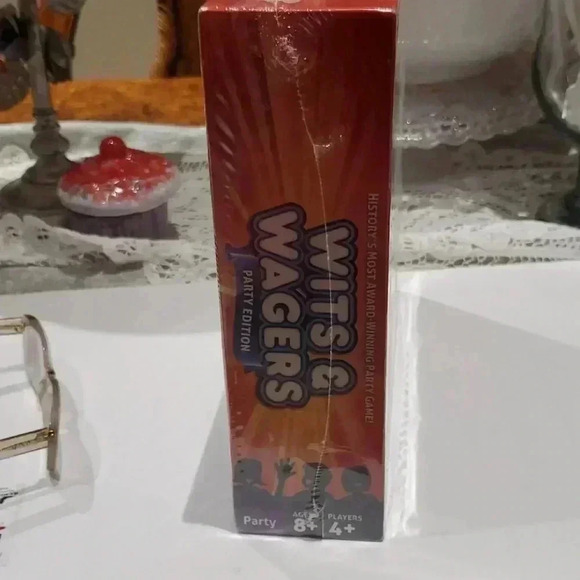 HISTORY'S MOST AWARD-WINNING PARTY GAME!
WITS &
WAGERS
PARTY EDITION
Party
AGES
8+
PLAYERS
4+